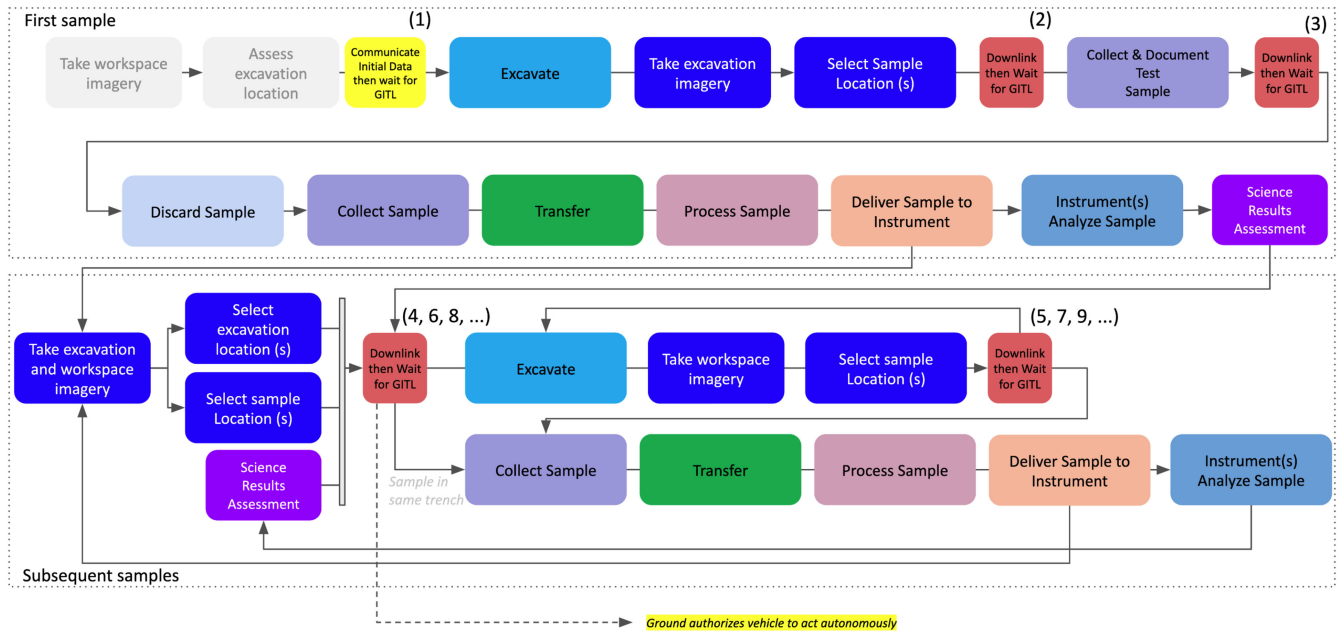 First sample
(1)
(2)
(3)
Take workspace
imagery
Assess
excavation
location
Communicate
Initial Data
then wait for
GITL
Excavate
Take excavation
imagery
Select Sample
Location (s)
Downlink
then Wait
for GITL
Collect & Document
Test
Sample
Downlink
then Wait
for GITL
Discard Sample
Collect Sample
Transfer
Process Sample
Deliver Sample to
Instrument
Instrument(s)
Analyze Sample
Science
Results
Assessment
Take excavation
and workspace
imagery
Select
excavation
location (s)
Select sample
Location (s)
Science
Results
Assessment
(4, 6, 8, ...)
Downlink
then Wait
for GITL
Excavate
Take workspace
imagery
Select sample
Location (s)
(5, 7, 9, ...)
Downlink
then Wait
for GITL
Sample in
same trench
Collect Sample
Transfer
Process Sample
Deliver Sample to
Instrument
Instrument(s)
Analyze Sample
Subsequent samples
Ground authorizes vehicle to act autonomously